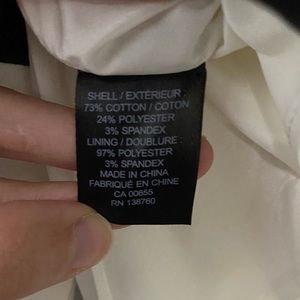 SHELL / EXTÉRIEUR :
73% COTTON / COTON
24% POLYESTER
3% SPANDEX
LINING / DOUBLURE :
97% POLYESTER
3% SPANDEX
MADE IN CHINA
FABRIQUÉ EN CHINE
CA 00855
RN 138760